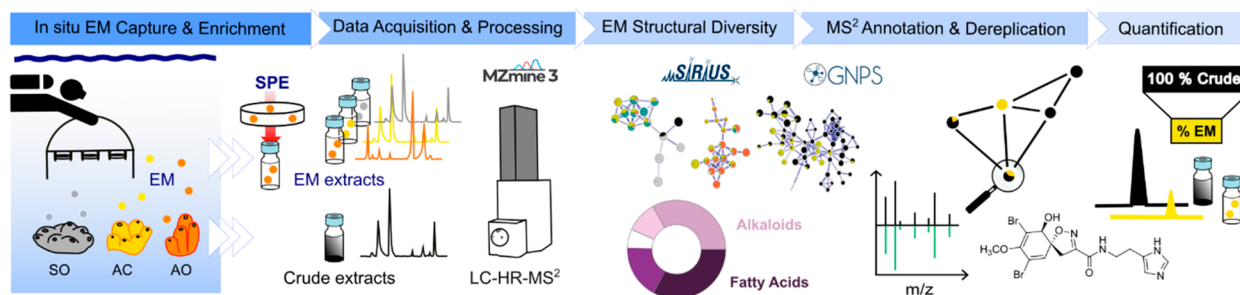 In situ EM Capture & Enrichment
Data Acquisition & Processing
EM Structural Diversity
MS² Annotation & Dereplication
Quantification
EM
SO
AC
AO
SPE
EM extracts
Crude extracts
MZmine 3
LC-HR-MS²
SIRIUS
GNPS
Alkaloids
Fatty Acids
m/z
Br
OH
O
N
H₃CO
Br
O
H
N
H
N
N
100 % Crude
% EM